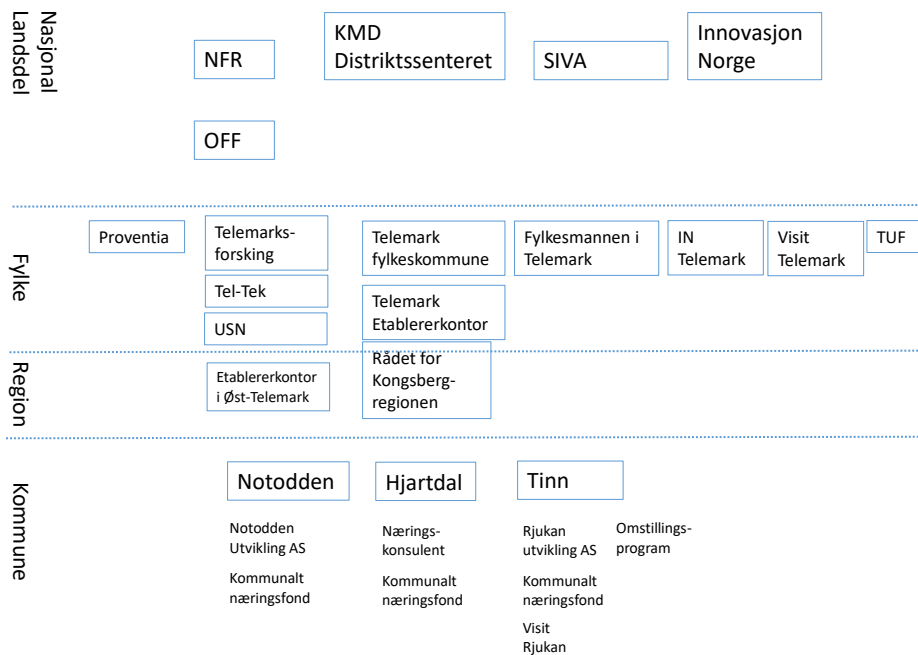 Nasjonal
Landsdel
NFR
KMD
Distriktssenteret
SIVA
Innovasjon
Norge
OFF
Fylke
Proventia
Telemarks-
forsking
Telemark
fylkeskommune
Fylkesmannen i
Telemark
IN
Telemark
Visit
Telemark
TUF
Tel-Tek
Telemark
Etablererkontor
USN
Region
Etablererkontor
i Øst-Telemark
Rådet for
Kongsberg-
regionen
Kommune
Notodden
Hjartdal
Tinn
Notodden
Utvikling AS
Kommunalt
næringsfond
Nærings-
konsulent
Kommunalt
næringsfond
Rjukan
utvikling AS
Kommunalt
næringsfond
Visit
Rjukan
Omstillings-
program